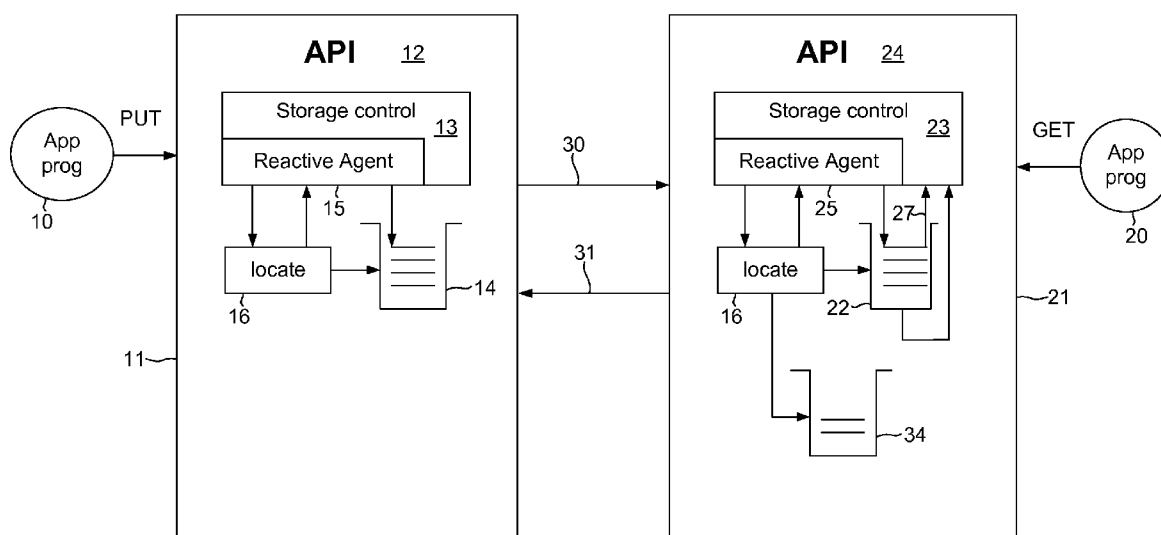 API 12
API 24
Storage control
13
Storage control
23
PUT
GET
App
prog
Reactive Agent
Reactive Agent
App
prog
10
15
30
25
27
20
locate
14
31
locate
16
16
22
21
11
34